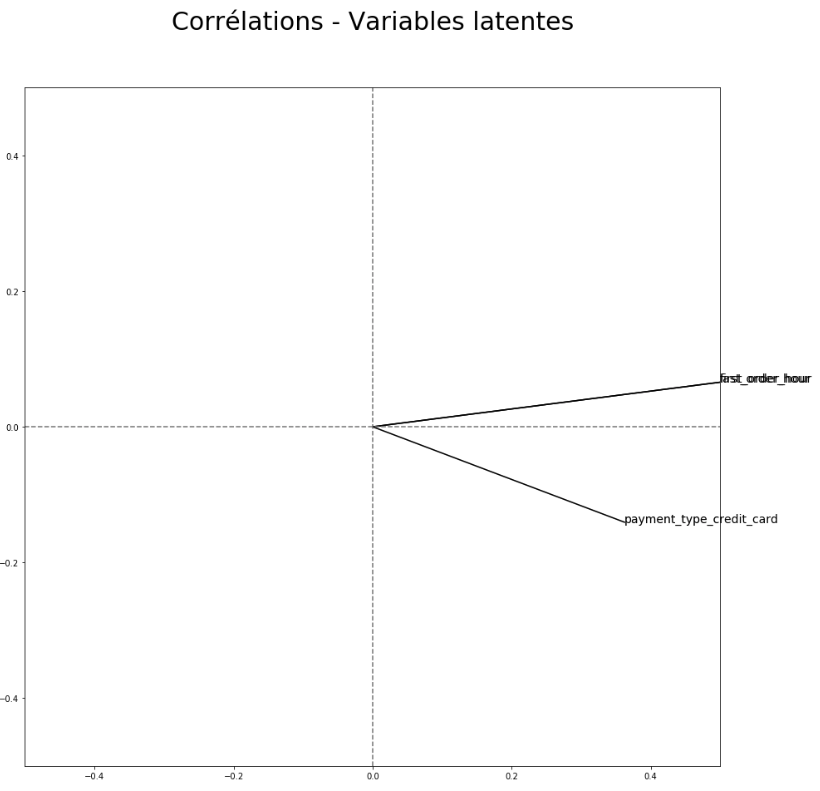 Corrélations - Variables latentes
0.4
0.2
first_order_hour
0.0
payment_type_credit_card
−0.2
−0.4
−0.4 −0.2 0.0 0.2 0.4